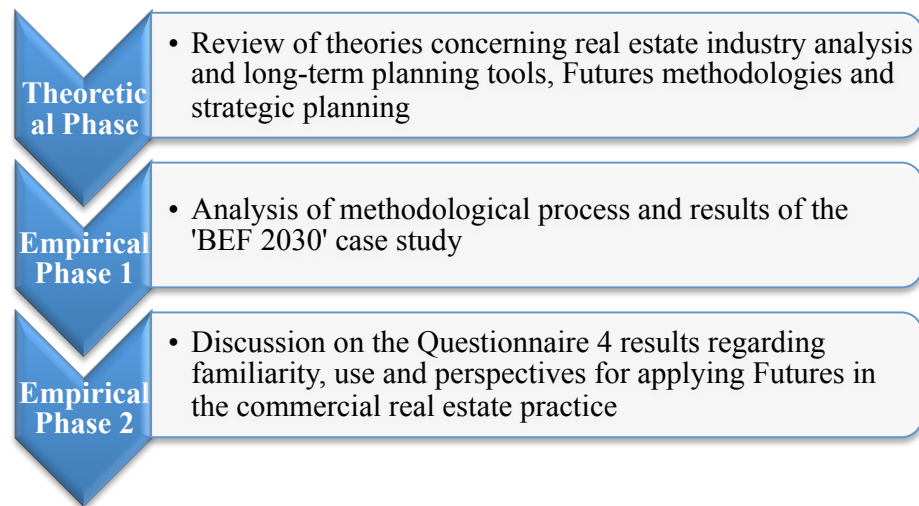 Theoretic
al Phase
• Review of theories concerning real estate industry analysis
and long-term planning tools, Futures methodologies and
strategic planning
Empirical
Phase 1
• Analysis of methodological process and results of the
'BEF 2030' case study
Empirical
Phase 2
• Discussion on the Questionnaire 4 results regarding
familiarity, use and perspectives for applying Futures in
the commercial real estate practice